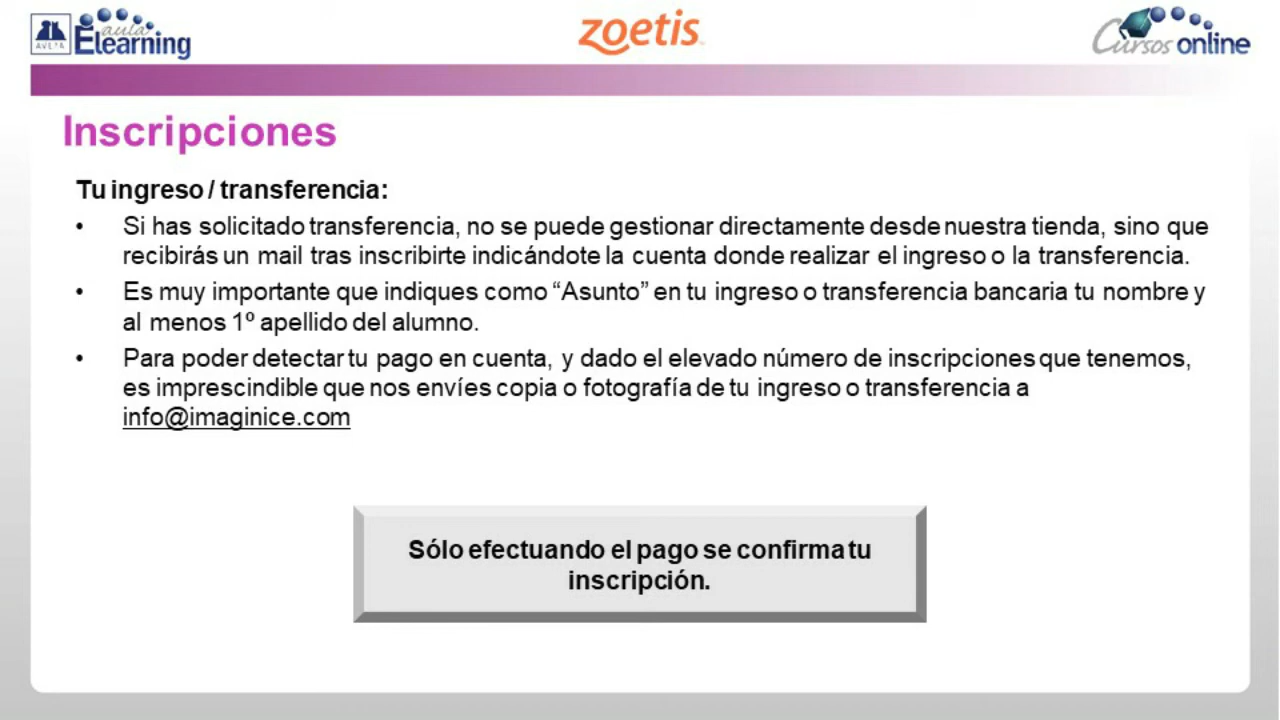 AVEPA aula Elearning
zoetis
Cursos online
Inscripciones
Tu ingreso / transferencia:
• Si has solicitado transferencia, no se puede gestionar directamente desde nuestra tienda, sino que
recibirás un mail tras inscribirte indicándote la cuenta donde realizar el ingreso o la transferencia.
• Es muy importante que indiques como “Asunto” en tu ingreso o transferencia bancaria tu nombre y
al menos 1º apellido del alumno.
• Para poder detectar tu pago en cuenta, y dado el elevado número de inscripciones que tenemos,
es imprescindible que nos envíes copia o fotografía de tu ingreso o transferencia a
info@imaginice.com
Sólo efectuando el pago se confirma tu
inscripción.